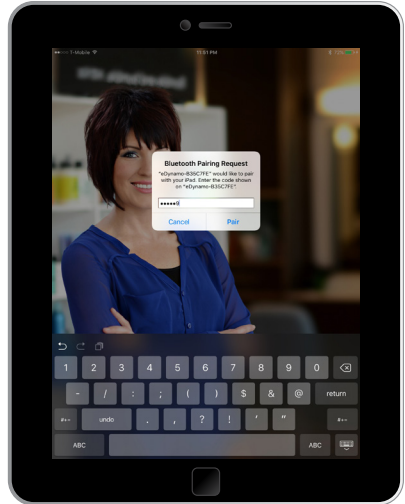 T-Mobile 11:51 PM
Bluetooth Pairing Request
"eDynamo-B35C7FE" would like to pair
with your iPad. Enter the code shown
on "eDynamo-B35C7FE".
•••••9
Cancel Pair
1 2 3 4 5 6 7 8 9 0
- / : ; ( ) $ & @ return
#+= undo . , ? ! ' " #+=
ABC ABC